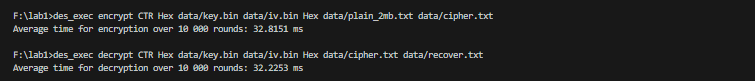 F:\lab1>des_exec encrypt CTR Hex data/key.bin data/iv.bin Hex data/plain_2mb.txt data/cipher.txt
Average time for encryption over 10 000 rounds: 32.8151 ms
F:\lab1>des_exec decrypt CTR Hex data/key.bin data/iv.bin Hex data/cipher.txt data/recover.txt
Average time for decryption over 10 000 rounds: 32.2253 ms